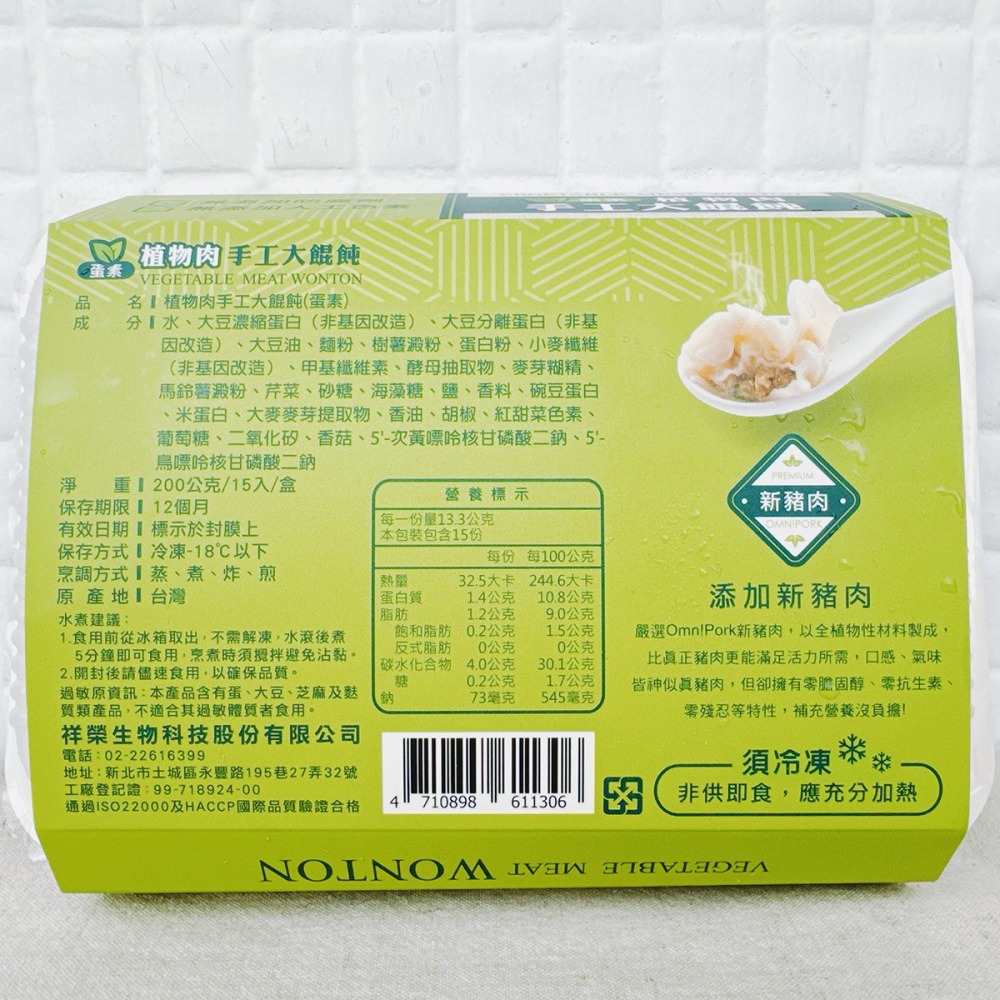 手工大餛飩
蛋素
植物肉手工大餛飩
VEGETABLE MEAT WONTON
品名 植物肉手工大餛飩(蛋素)
成分 水、大豆濃縮蛋白（非基因改造）、大豆分離蛋白（非基
因改造）、大豆油、麵粉、樹薯澱粉、蛋白粉、小麥纖維
（非基因改造）、甲基纖維素、酵母抽取物、麥芽糊精、
馬鈴薯澱粉、芹菜、砂糖、海藻糖、鹽、香料、碗豆蛋白
、米蛋白、大麥麥芽提取物、香油、胡椒、紅甜菜色素、
葡萄糖、二氧化矽、香菇、5'-次黃嘌呤核甘磷酸二鈉、5'-
鳥嘌呤核甘磷酸二鈉
淨重 200公克/15入/盒
保存期限 12個月
有效日期 標示於封膜上
保存方式 冷凍-18℃以下
烹調方式 蒸、煮、炸、煎
原產地 台灣
水煮建議：
1.食用前從冰箱取出，不需解凍，水滾後煮
5分鐘即可食用，烹煮時須攪拌避免沾黏。
2.開封後請儘速食用，以確保品質。
過敏原資訊：本產品含有蛋、大豆、芝麻及麩
質類產品，不適合其過敏體質者食用。
祥榮生物科技股份有限公司
電話：02-22616399
地址：新北市土城區永豐路195巷27弄32號
工廠登記證：99-718924-00
通過ISO22000及HACCP國際品質驗證合格
營養標示
每一份量13.3公克
本包裝包含15份
每份 每100公克
熱量 32.5大卡 244.6大卡
蛋白質 1.4公克 10.8公克
脂肪 1.2公克 9.0公克
飽和脂肪 0.2公克 1.5公克
反式脂肪 0公克 0公克
碳水化合物 4.0公克 30.1公克
糖 0.2公克 1.7公克
鈉 73毫克 545毫克
4 710898 611306
PREMIUM
新豬肉
OMNIPORK
添加新豬肉
嚴選Omn!Pork新豬肉，以全植物性材料製成，
比真正豬肉更能滿足活力所需，口感、氣味
皆神似真豬肉，但卻擁有零膽固醇、零抗生素、
零殘忍等特性，補充營養沒負擔!
須冷凍
非供即食，應充分加熱
VEGETABLE MEAT WONTON